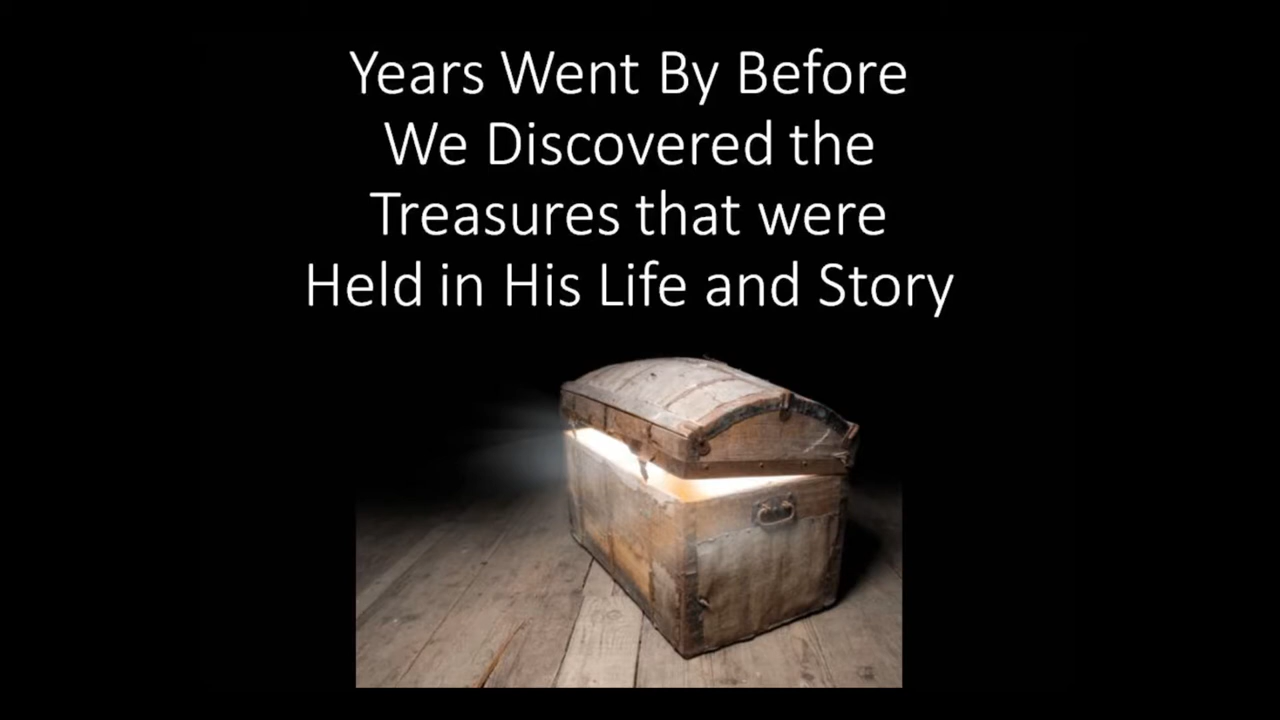 Years Went By Before
We Discovered the
Treasures that were
Held in His Life and Story